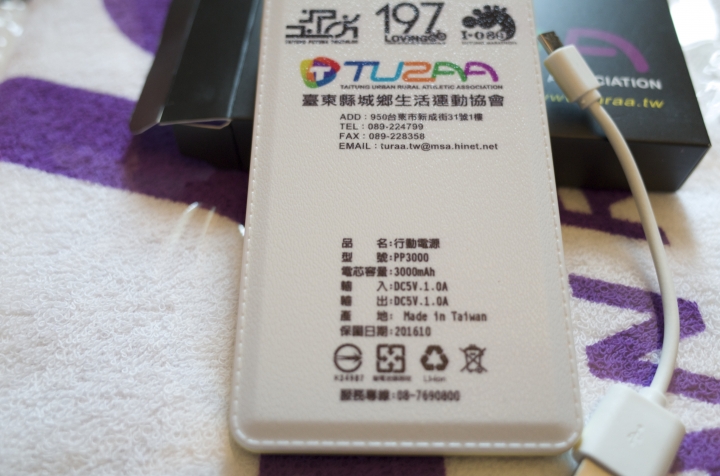 197
LOVING
I-089
TUZAA
TAITUNG URBAN RURAL ATHLETIC ASSOCIATION
臺東縣城鄉生活運動協會
ADD：950台東市新成街31號1樓
TEL：089-224799
FAX：089-228358
EMAIL：turaa.tw@msa.hinet.net
ASSOCIATION
turaa.tw
品 名:行動電源
型 號:PP3000
電芯容量:3000mAh
輸 入:DC5V.1.0A
輸 出:DC5V.1.0A
產 地: Made in Taiwan
保固日期:201610
Li-ion
服務專線:08-7690800